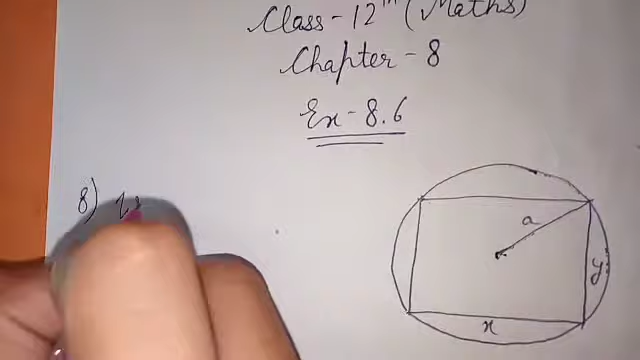 Class - 12th (Maths)
Chapter - 8
Ex - 8.6
8)
a
y
x